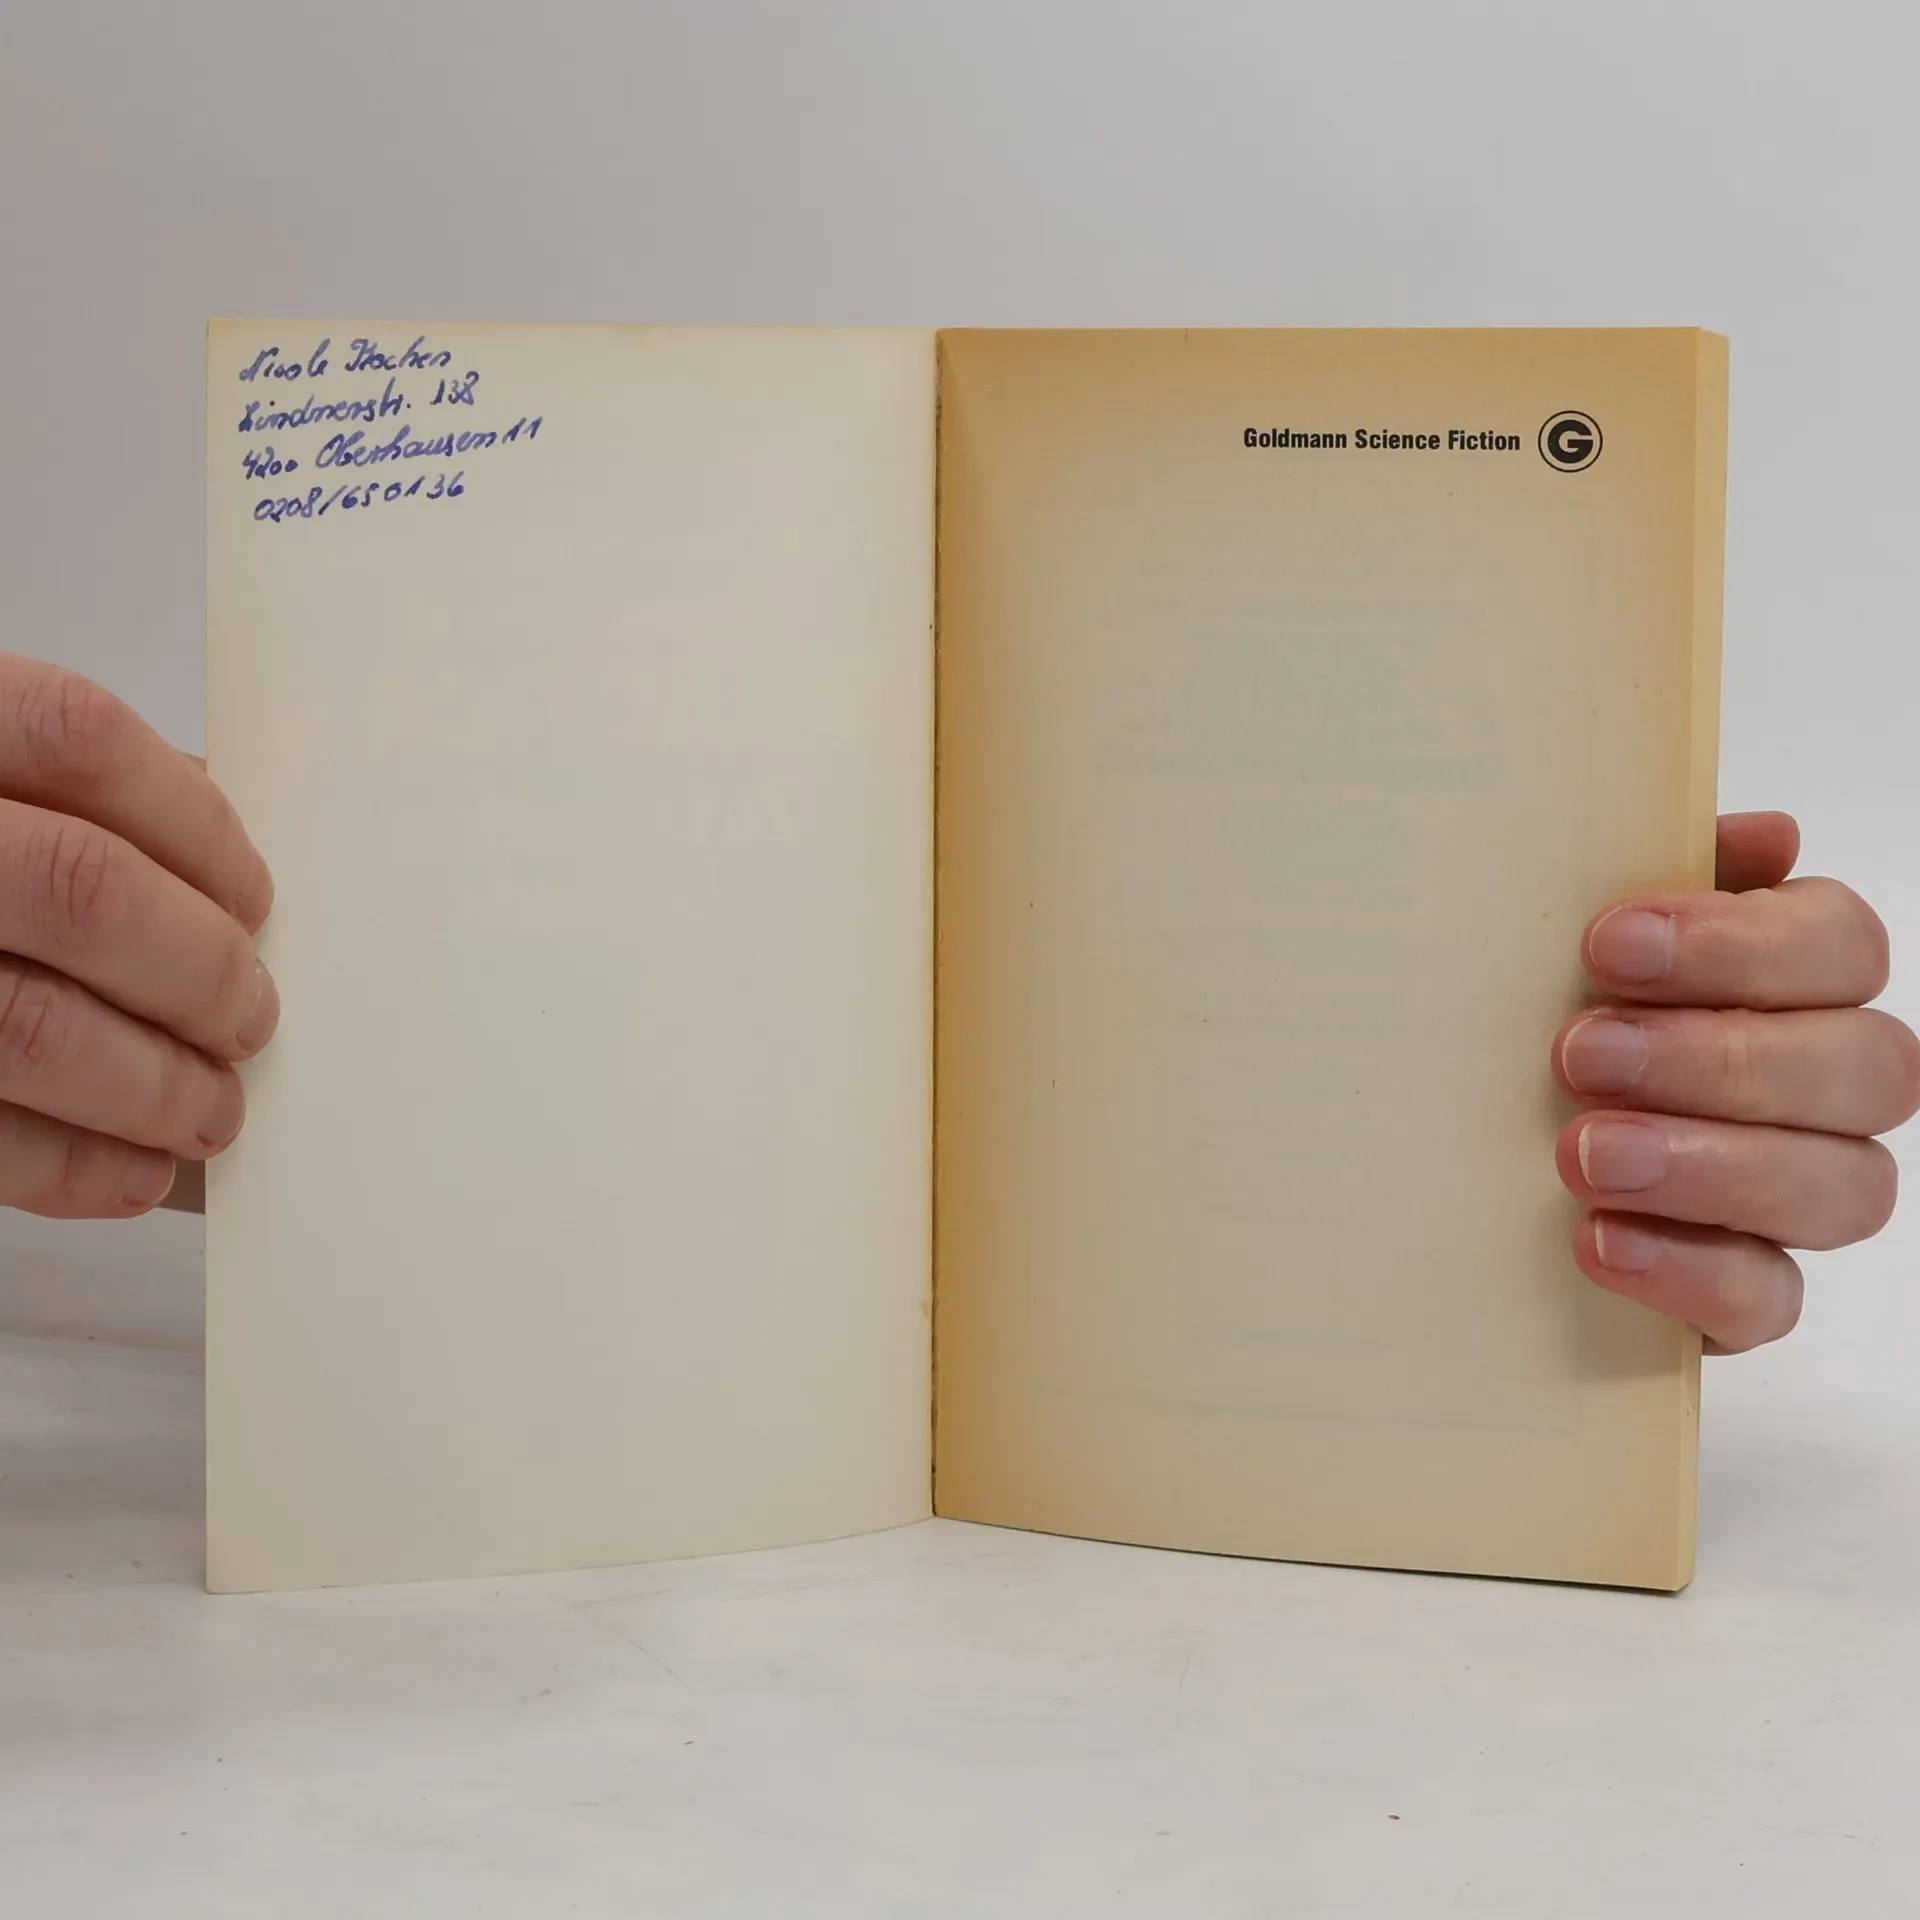 Nicole
Lindnerstr. 138
4200 Oberhausen 11
0208/650136
Goldmann Science Fiction G